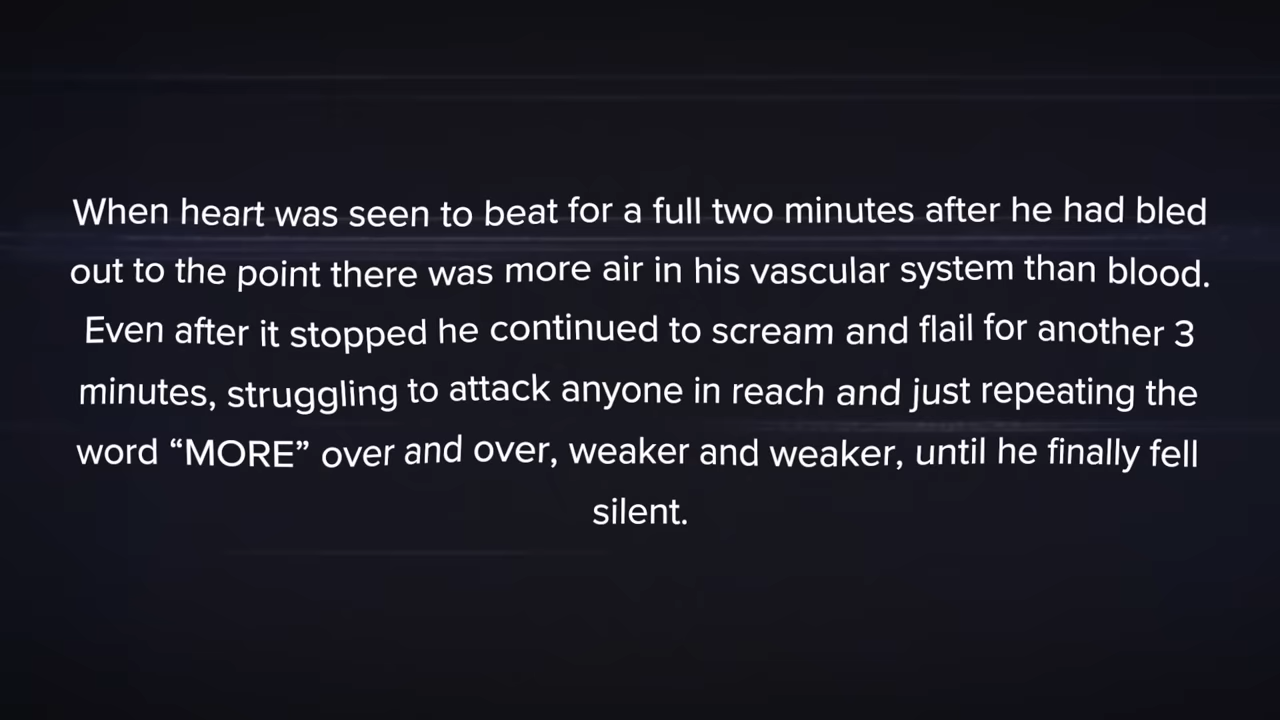 When heart was seen to beat for a full two minutes after he had bled
out to the point there was more air in his vascular system than blood.
Even after it stopped he continued to scream and flail for another 3
minutes, struggling to attack anyone in reach and just repeating the
word “MORE” over and over, weaker and weaker, until he finally fell
silent.